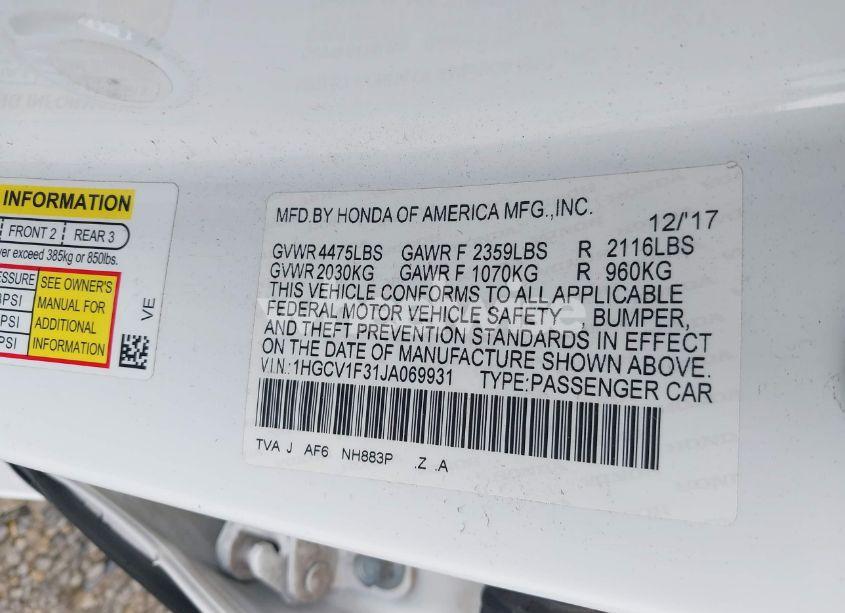 INFORMATION
FRONT 2 REAR 3
ver exceed 385kg or 850lbs.
ESSURE SEE OWNER'S
PSI MANUAL FOR
PSI ADDITIONAL
PSI INFORMATION
VE
MFD.BY HONDA OF AMERICA MFG.,INC. 12/'17
GVWR 4475LBS GAWR F 2359LBS R 2116LBS
GVWR 2030KG GAWR F 1070KG R 960KG
THIS VEHICLE CONFORMS TO ALL APPLICABLE
FEDERAL MOTOR VEHICLE SAFETY , BUMPER,
AND THEFT PREVENTION STANDARDS IN EFFECT
ON THE DATE OF MANUFACTURE SHOWN ABOVE.
V.I.N.:1HGCV1F31JA069931 TYPE:PASSENGER CAR
TVA J AF6 NH883P .Z .A